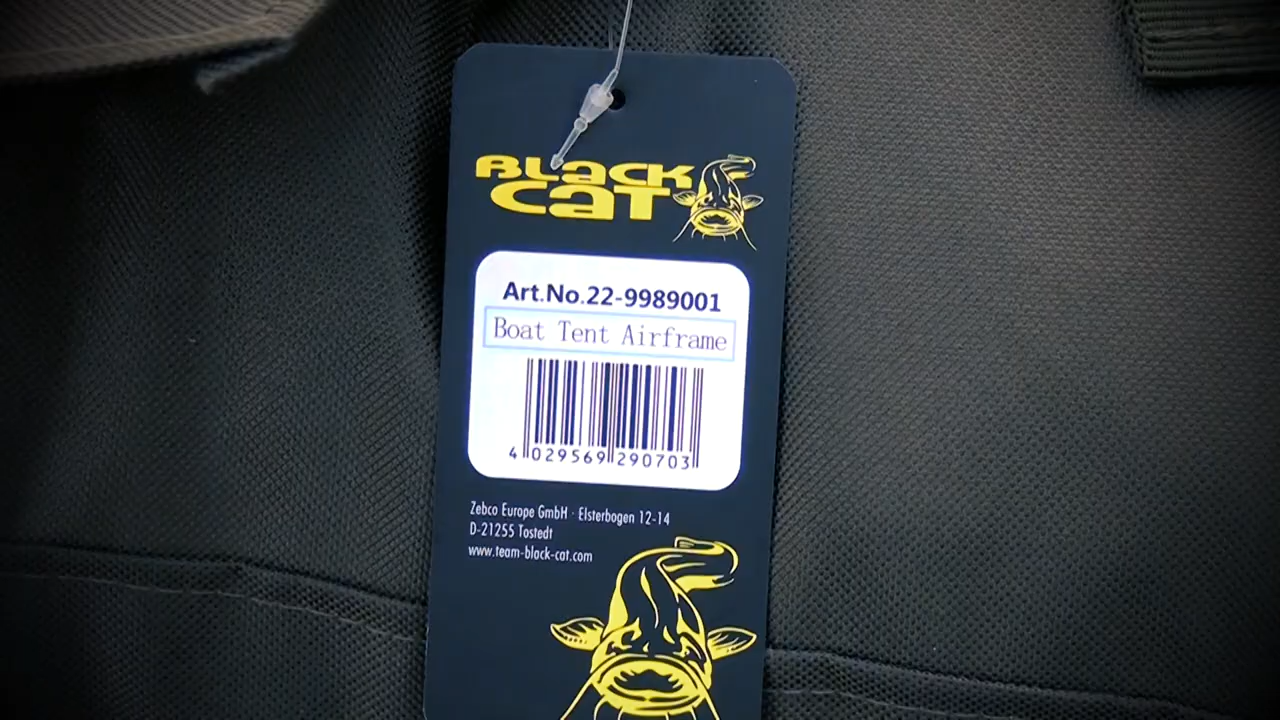 BLACK
CAT
Art.No.22-9989001
Boat Tent Airframe
4 029569 290703
Zebco Europe GmbH · Elsterbogen 12-14
D-21255 Tostedt
www.team-black-cat.com